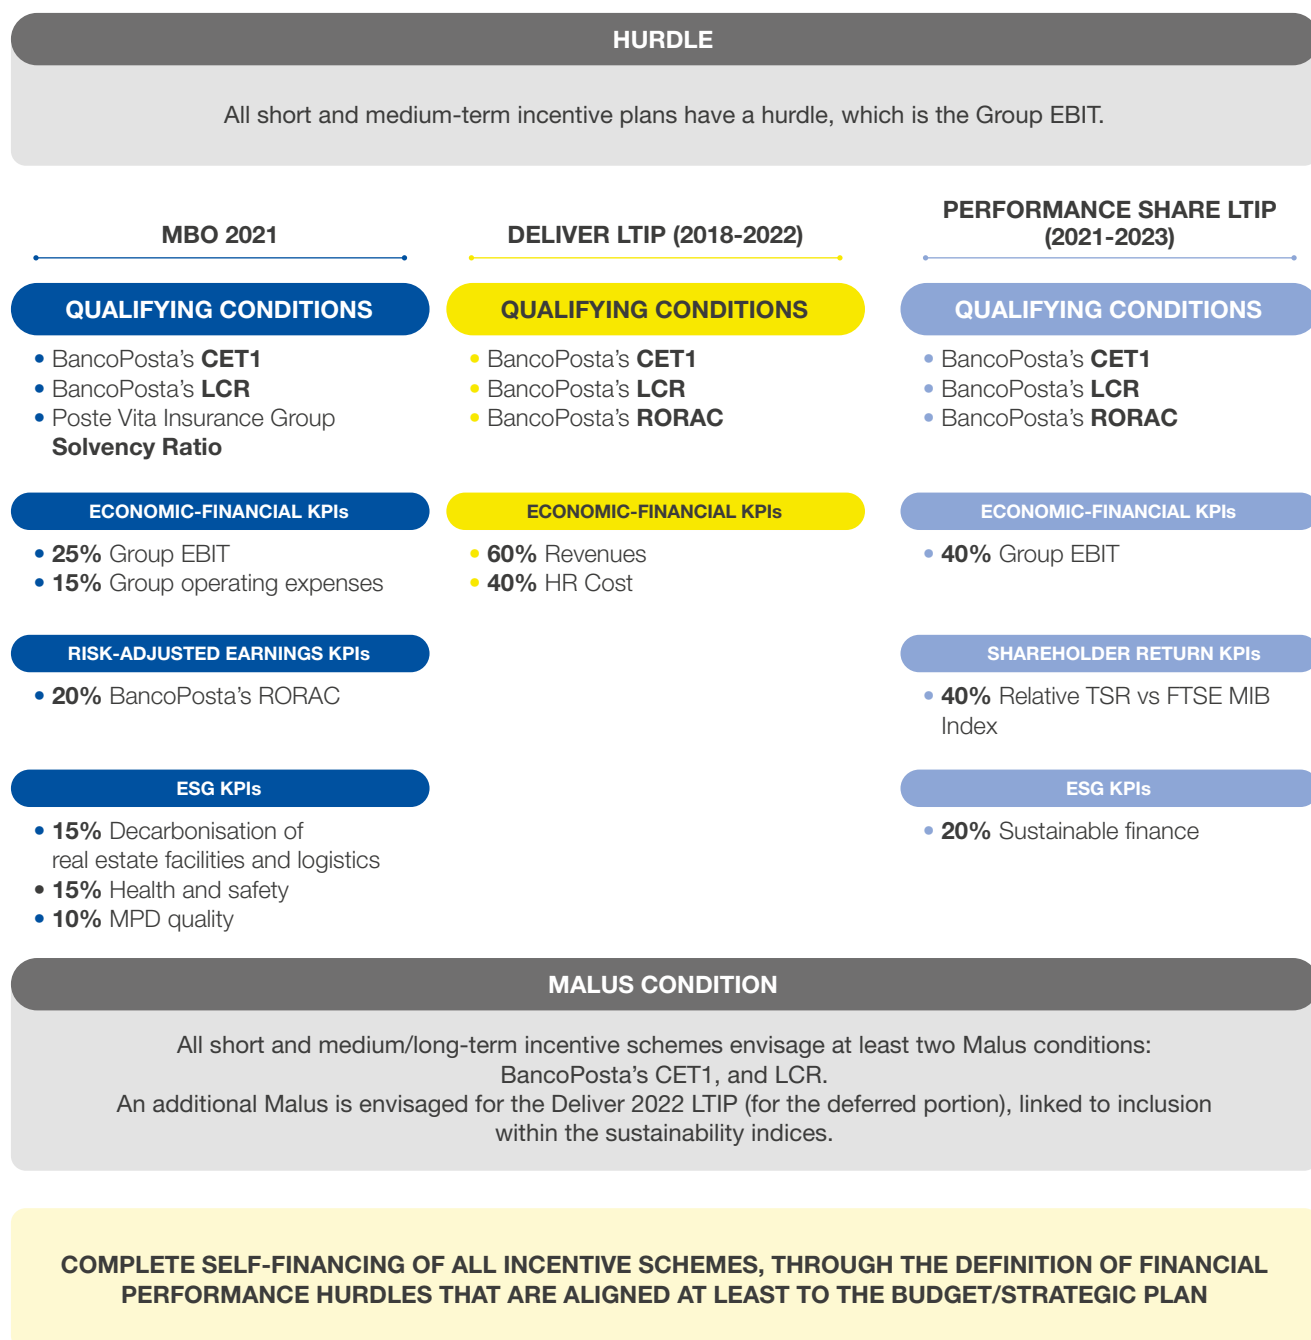 HURDLE
All short and medium-term incentive plans have a hurdle, which is the Group EBIT.
MBO 2021
QUALIFYING CONDITIONS
• BancoPosta's CET1
• BancoPosta's LCR
• Poste Vita Insurance Group
Solvency Ratio
ECONOMIC-FINANCIAL KPIs
• 25% Group EBIT
• 15% Group operating expenses
RISK-ADJUSTED EARNINGS KPIs
• 20% BancoPosta's RORAC
ESG KPIs
• 15% Decarbonisation of
real estate facilities and logistics
• 15% Health and safety
• 10% MPD quality
DELIVER LTIP (2018-2022)
QUALIFYING CONDITIONS
• BancoPosta's CET1
• BancoPosta's LCR
• BancoPosta's RORAC
ECONOMIC-FINANCIAL KPIs
• 60% Revenues
• 40% HR Cost
PERFORMANCE SHARE LTIP
(2021-2023)
QUALIFYING CONDITIONS
• BancoPosta's CET1
• BancoPosta's LCR
• BancoPosta's RORAC
ECONOMIC-FINANCIAL KPIs
• 40% Group EBIT
SHAREHOLDER RETURN KPIs
• 40% Relative TSR vs FTSE MIB
Index
ESG KPIs
• 20% Sustainable finance
MALUS CONDITION
All short and medium/long-term incentive schemes envisage at least two Malus conditions:
BancoPosta's CET1, and LCR.
An additional Malus is envisaged for the Deliver 2022 LTIP (for the deferred portion), linked to inclusion
within the sustainability indices.
COMPLETE SELF-FINANCING OF ALL INCENTIVE SCHEMES, THROUGH THE DEFINITION OF FINANCIAL
PERFORMANCE HURDLES THAT ARE ALIGNED AT LEAST TO THE BUDGET/STRATEGIC PLAN